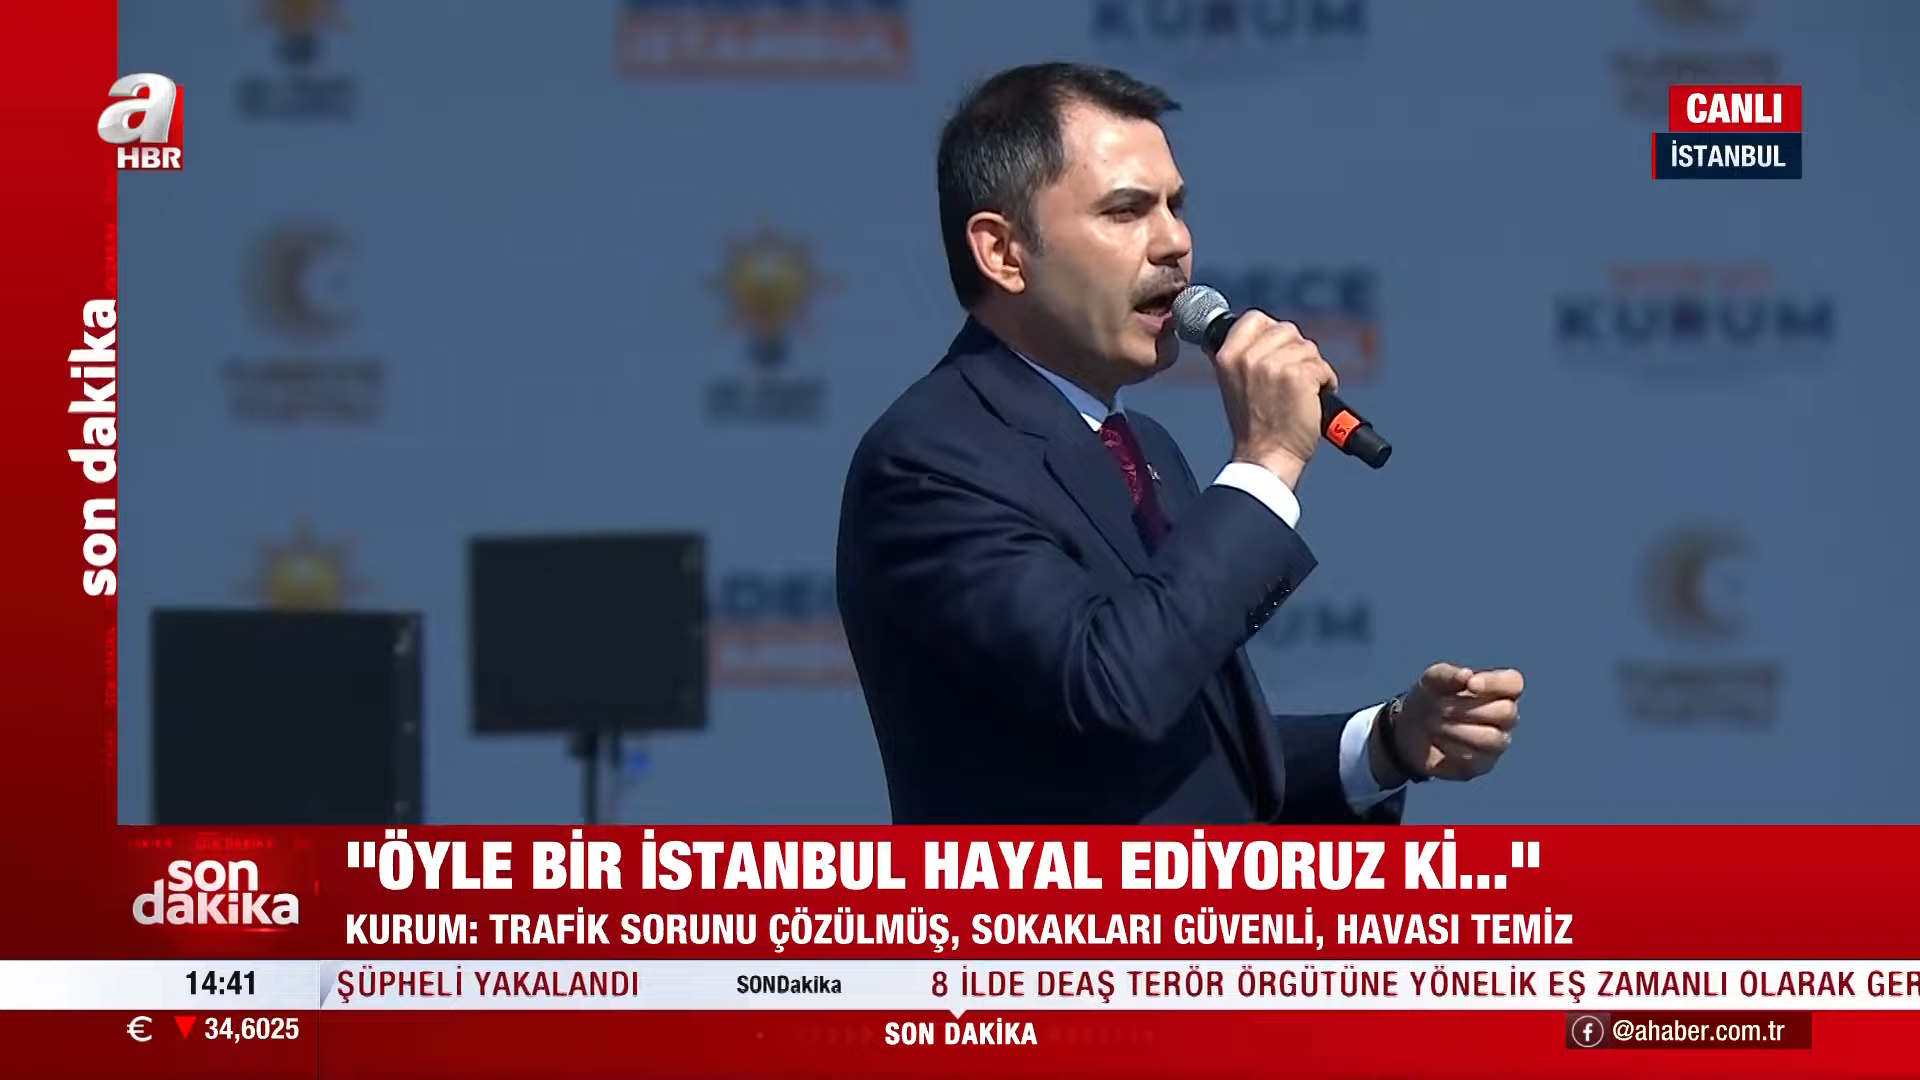 a
HBR
CANLI
İSTANBUL
KURUM
DECE
KURUM
son dakika
ADE
son
dakika
"ÖYLE BİR İSTANBUL HAYAL EDİYORUZ Kİ..."
KURUM: TRAFİK SORUNU ÇÖZÜLMÜŞ, SOKAKLARI GÜVENLİ, HAVASI TEMİZ
14:41
ŞÜPHELİ YAKALANDI SONDakika 8 İLDE DEAŞ TERÖR ÖRGÜTÜNE YÖNELİK EŞ ZAMANLI OLARAK GER
€ 34,6025
SON DAKİKA
@ahaber.com.tr